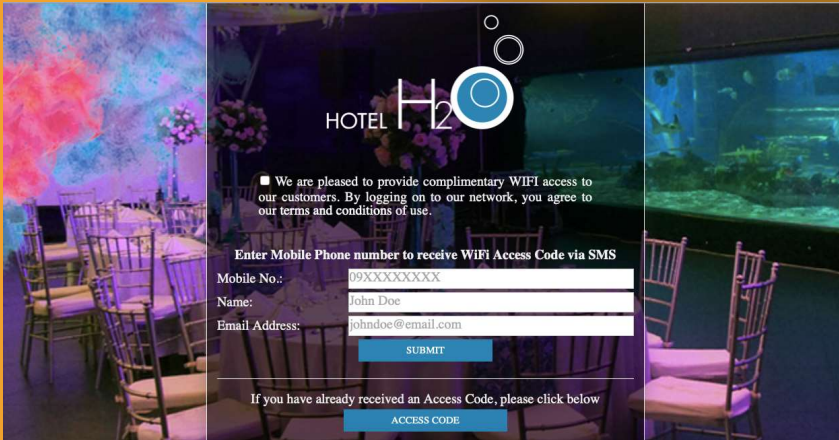 HOTEL H2O
We are pleased to provide complimentary WIFI access to
our customers. By logging on to our network, you agree to
our terms and conditions of use.
Enter Mobile Phone number to receive WiFi Access Code via SMS
Mobile No.: 09XXXXXXXX
Name: John Doe
Email Address: johndoe@email.com
SUBMIT
If you have already received an Access Code, please click below
ACCESS CODE